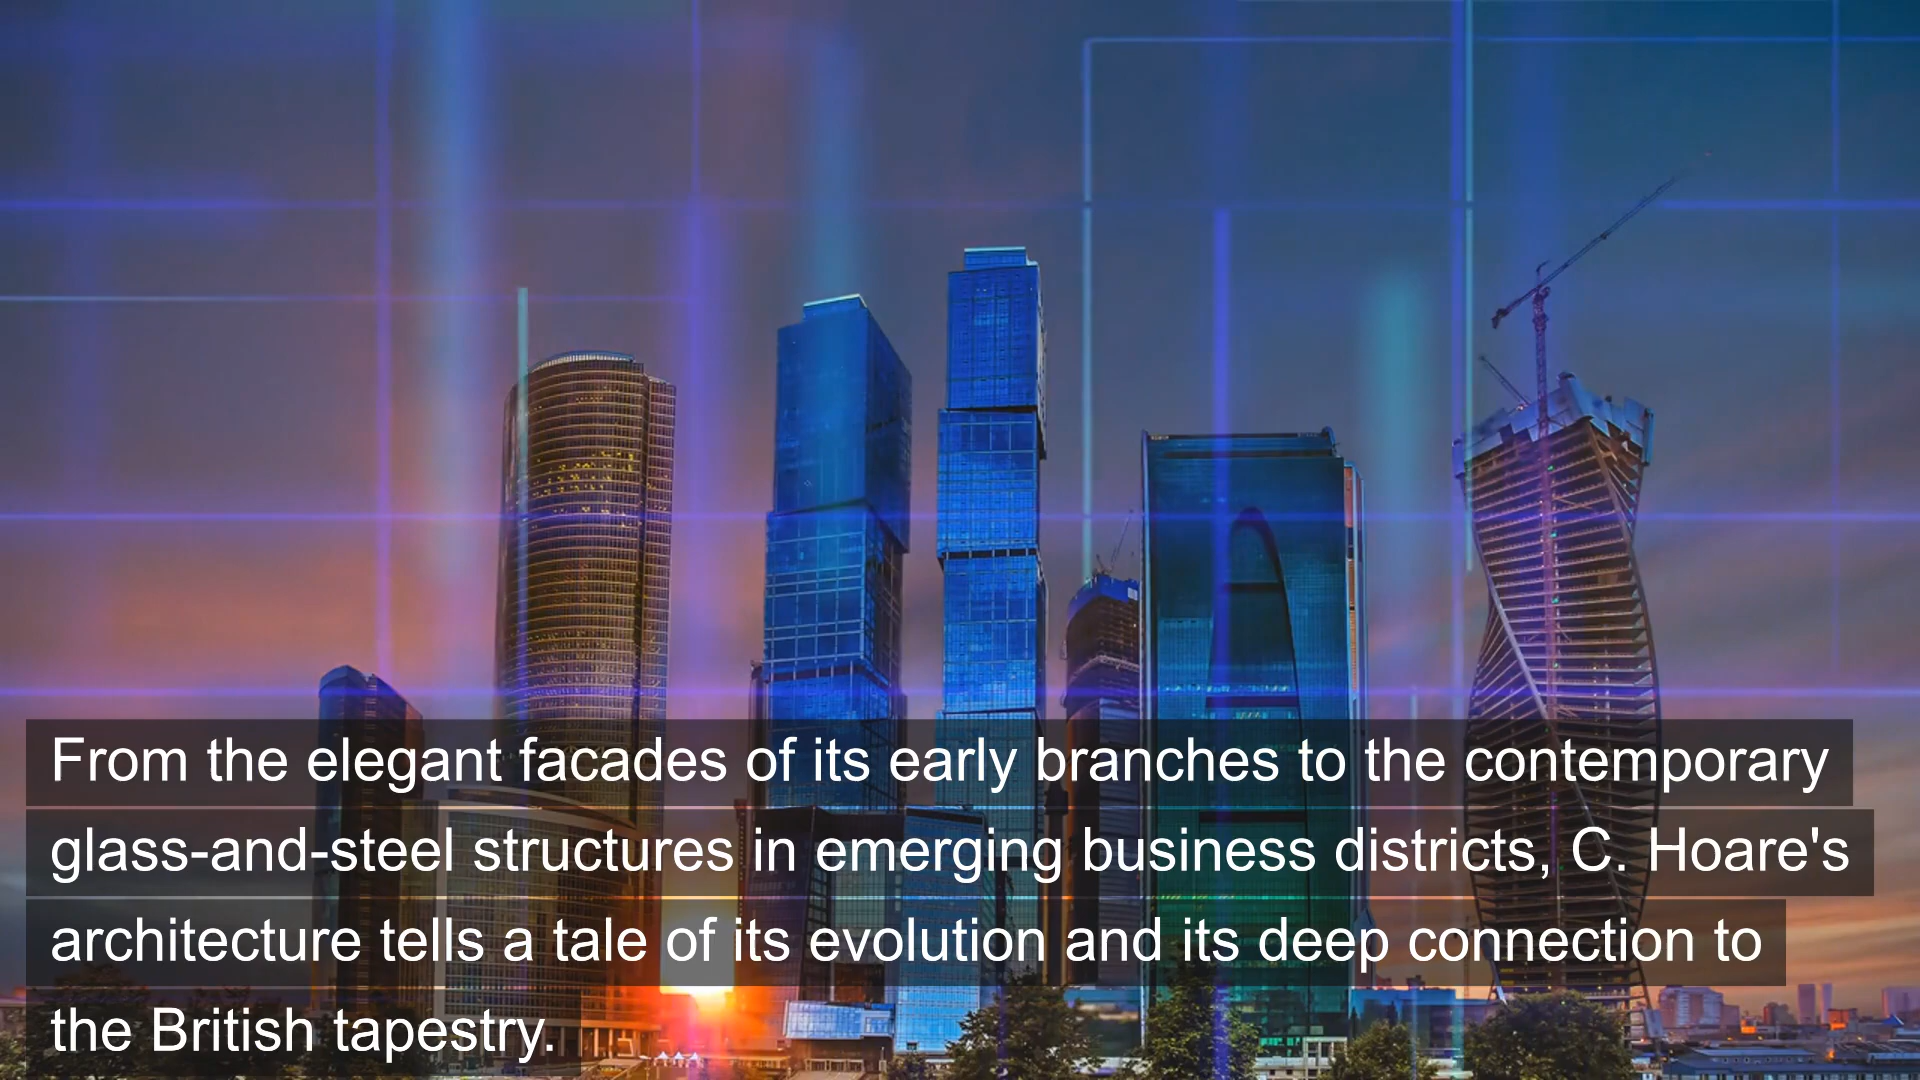 From the elegant facades of its early branches to the contemporary
glass-and-steel structures in emerging business districts, C. Hoare's
architecture tells a tale of its evolution and its deep connection to
the British tapestry.